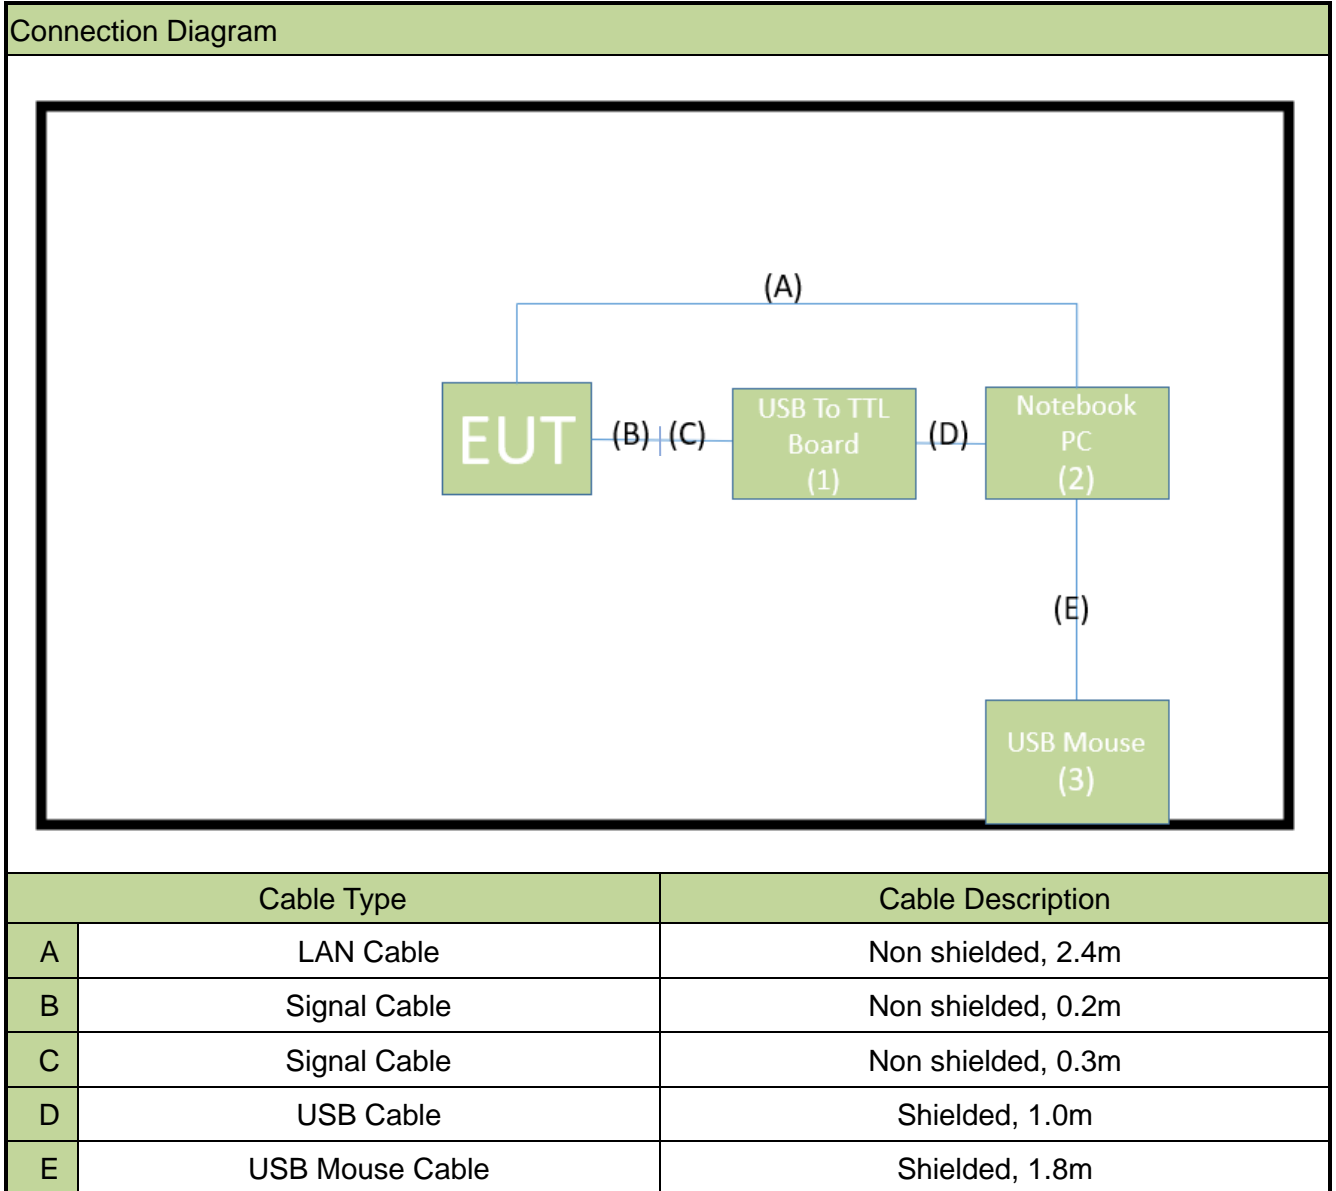 Connection Diagram
(A)
EUT
(B)
(C)
USB To TTL
Board
(1)
(D)
Notebook
PC
(2)
(E)
USB Mouse
(3)
Cable Type Cable Description
A LAN Cable Non shielded, 2.4m
B Signal Cable Non shielded, 0.2m
C Signal Cable Non shielded, 0.3m
D USB Cable Shielded, 1.0m
E USB Mouse Cable Shielded, 1.8m